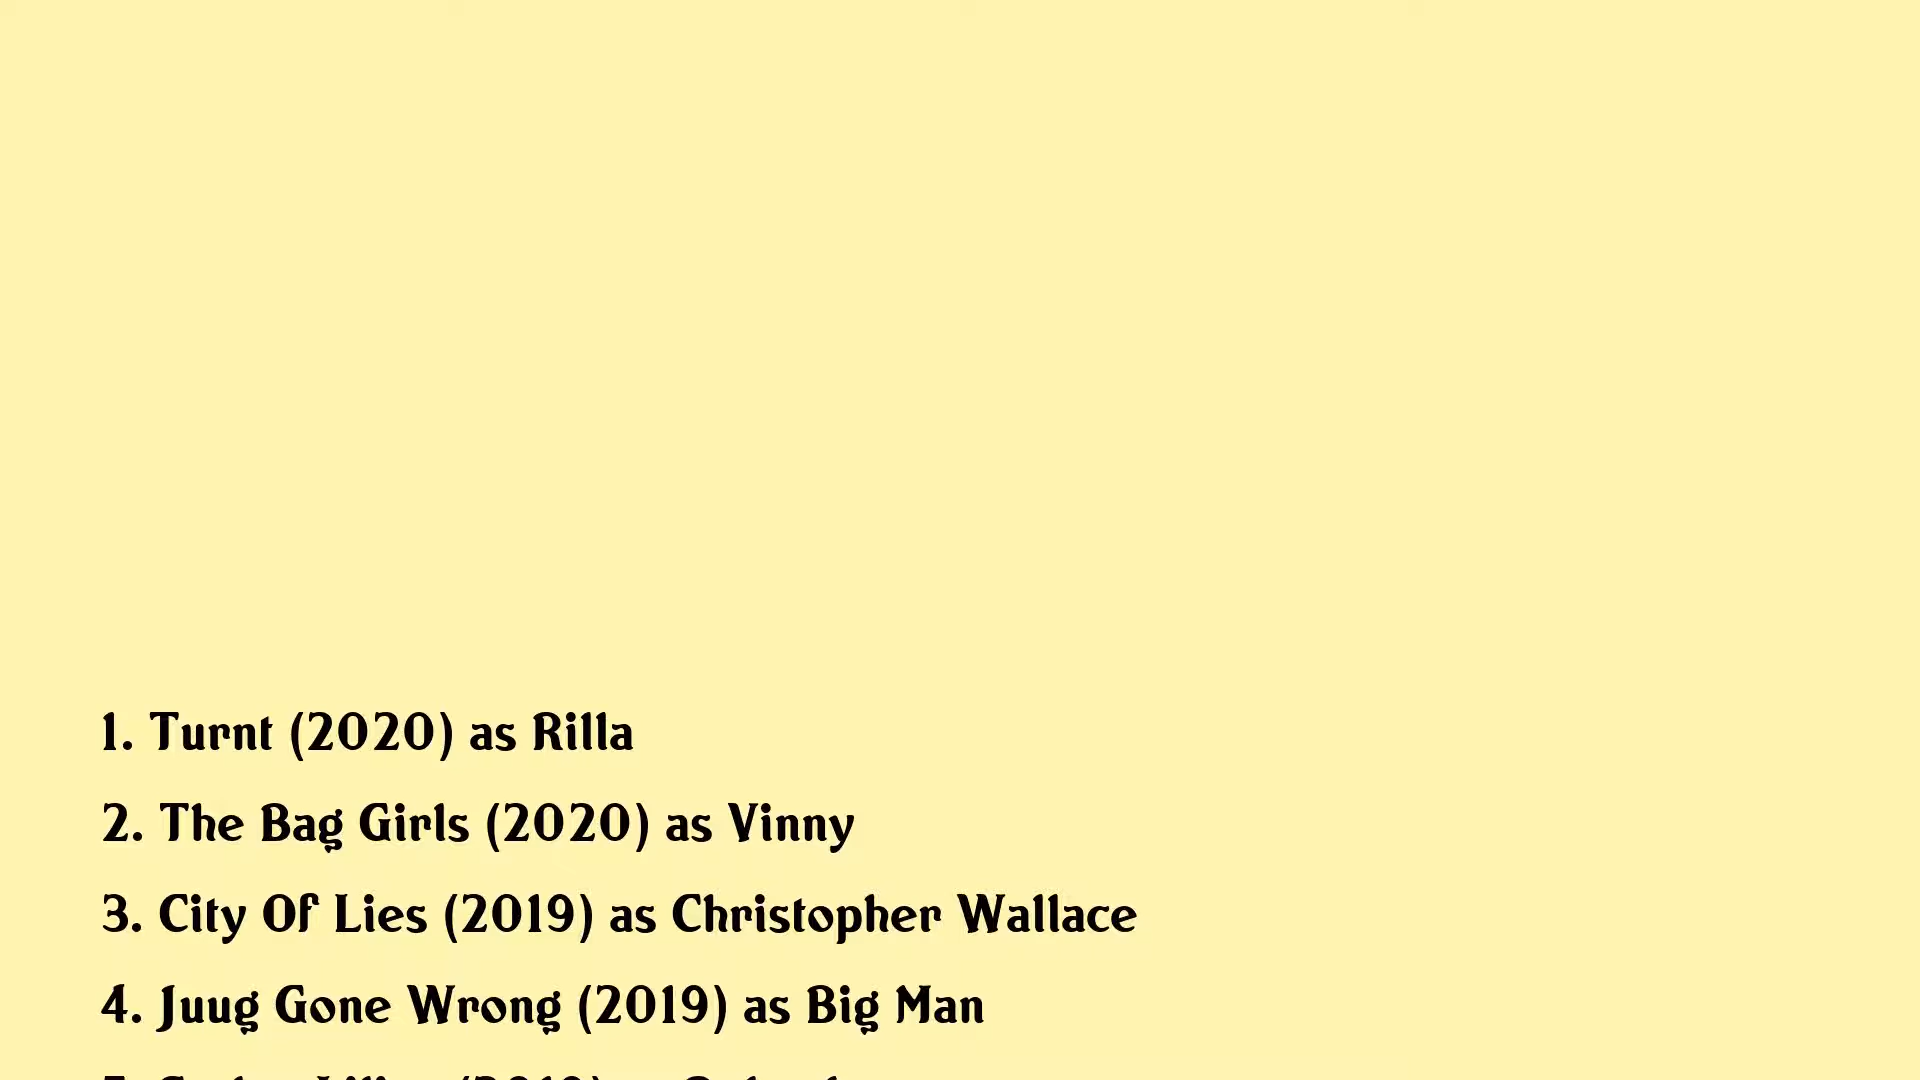 1. Turnt (2020) as Rilla
2. The Bag Girls (2020) as Vinny
3. City Of Lies (2019) as Christopher Wallace
4. Juug Gone Wrong (2019) as Big Man